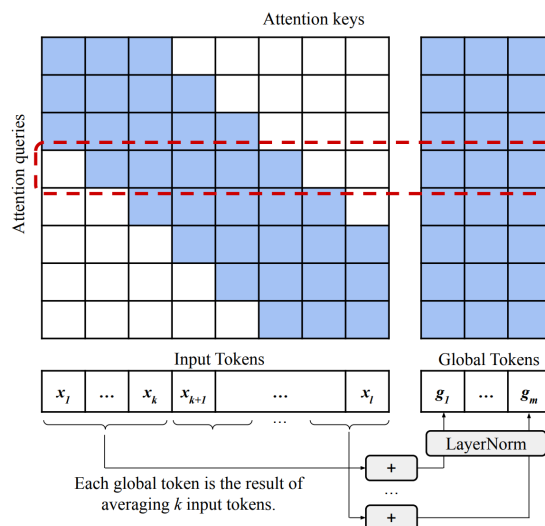 Attention keys
Attention queries
Input Tokens
Global Tokens
x1 ... xk xk+1 ... xl
g1 ... gm
...
LayerNorm
+
...
+
Each global token is the result of
averaging k input tokens.